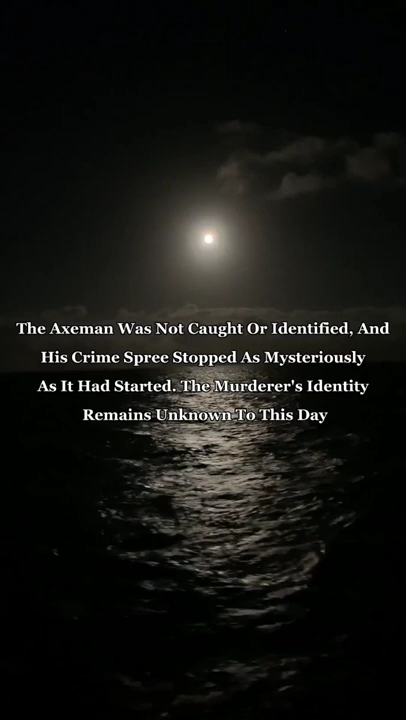 The Axeman Was Not Caught Or Identified, And
His Crime Spree Stopped As Mysteriously
As It Had Started. The Murderer's Identity
Remains Unknown To This Day